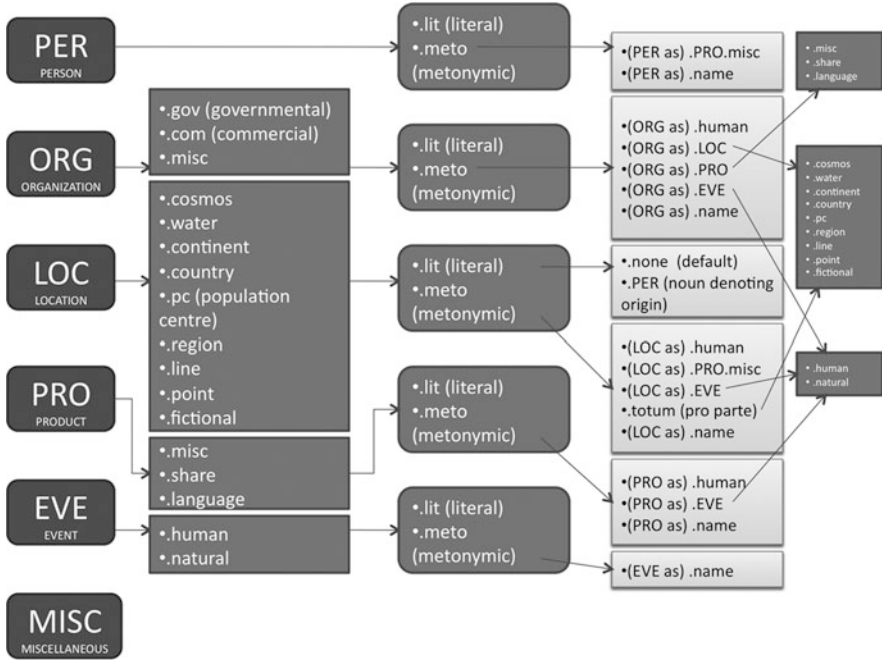 PER
PERSON
•.lit (literal)
•.meto
(metonymic)
•(PER as) .PRO.misc
•(PER as) .name
•.misc
•.share
•.language
ORG
ORGANIZATION
•.gov (governmental)
•.com (commercial)
•.misc
•.lit (literal)
•.meto
(metonymic)
•(ORG as) .human
•(ORG as) .LOC
•(ORG as) .PRO
•(ORG as) .EVE
•(ORG as) .name
•.cosmos
•.water
•.continent
•.country
•.pc
•.region
•.line
•.point
•.fictional
LOC
LOCATION
•.cosmos
•.water
•.continent
•.country
•.pc (population
centre)
•.region
•.line
•.point
•.fictional
•.lit (literal)
•.meto
(metonymic)
•.none (default)
•.PER (noun denoting
origin)
•(LOC as) .human
•(LOC as) .PRO.misc
•(LOC as) .EVE
•.totum (pro parte)
•(LOC as) .name
•.human
•.natural
PRO
PRODUCT
•.misc
•.share
•.language
•.lit (literal)
•.meto
(metonymic)
•(PRO as) .human
•(PRO as) .EVE
•(PRO as) .name
EVE
EVENT
•.human
•.natural
•.lit (literal)
•.meto
(metonymic)
•(EVE as) .name
MISC
MISCELLANEOUS